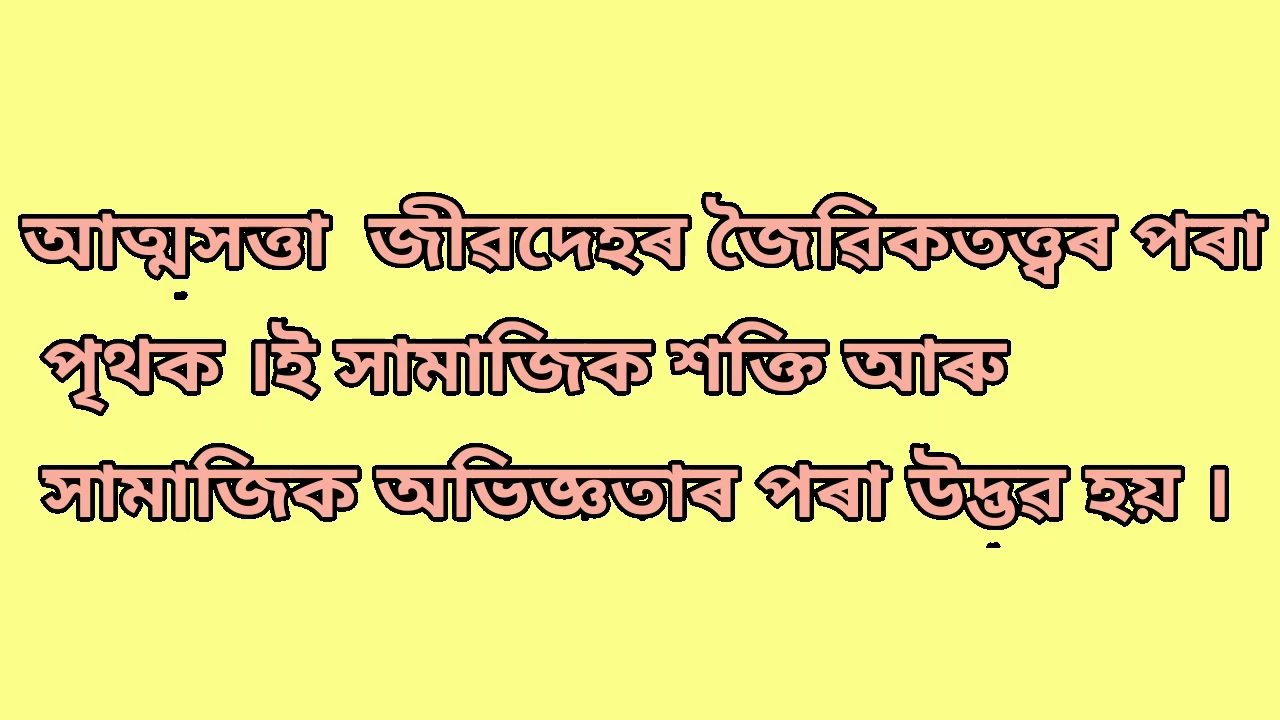 আত্মসত্তা জীৱদেহৰ জৈৱিকতত্ত্বৰ পৰা
পৃথক ।ই সামাজিক শক্তি আৰু
সামাজিক অভিজ্ঞতাৰ পৰা উদ্ভৱ হয় ।